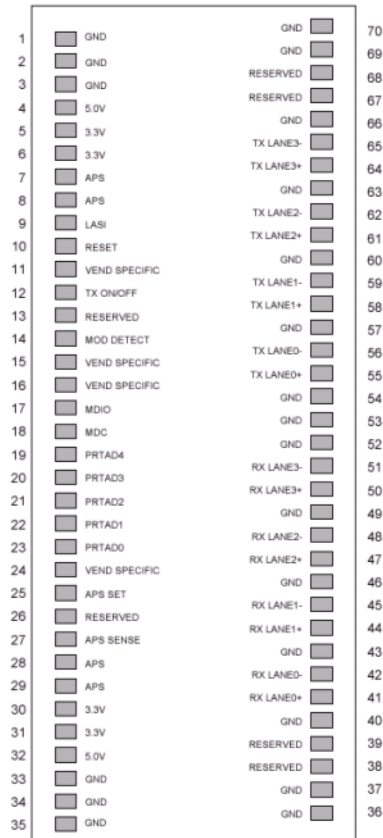 1 GND
2 GND
3 GND
4 5.0V
5 3.3V
6 3.3V
7 APS
8 APS
9 LASI
10 RESET
11 VEND SPECIFIC
12 TX ON/OFF
13 RESERVED
14 MOD DETECT
15 VEND SPECIFIC
16 VEND SPECIFIC
17 MDIO
18 MDC
19 PRTAD4
20 PRTAD3
21 PRTAD2
22 PRTAD1
23 PRTAD0
24 VEND SPECIFIC
25 APS SET
26 RESERVED
27 APS SENSE
28 APS
29 APS
30 3.3V
31 3.3V
32 5.0V
33 GND
34 GND
35 GND
GND 70
GND 69
RESERVED 68
RESERVED 67
GND 66
TX LANE3- 65
TX LANE3+ 64
GND 63
TX LANE2- 62
TX LANE2+ 61
GND 60
TX LANE1- 59
TX LANE1+ 58
GND 57
TX LANE0- 56
TX LANE0+ 55
GND 54
GND 53
GND 52
RX LANE3- 51
RX LANE3+ 50
GND 49
RX LANE2- 48
RX LANE2+ 47
GND 46
RX LANE1- 45
RX LANE1+ 44
GND 43
RX LANE0- 42
RX LANE0+ 41
GND 40
RESERVED 39
RESERVED 38
GND 37
GND 36